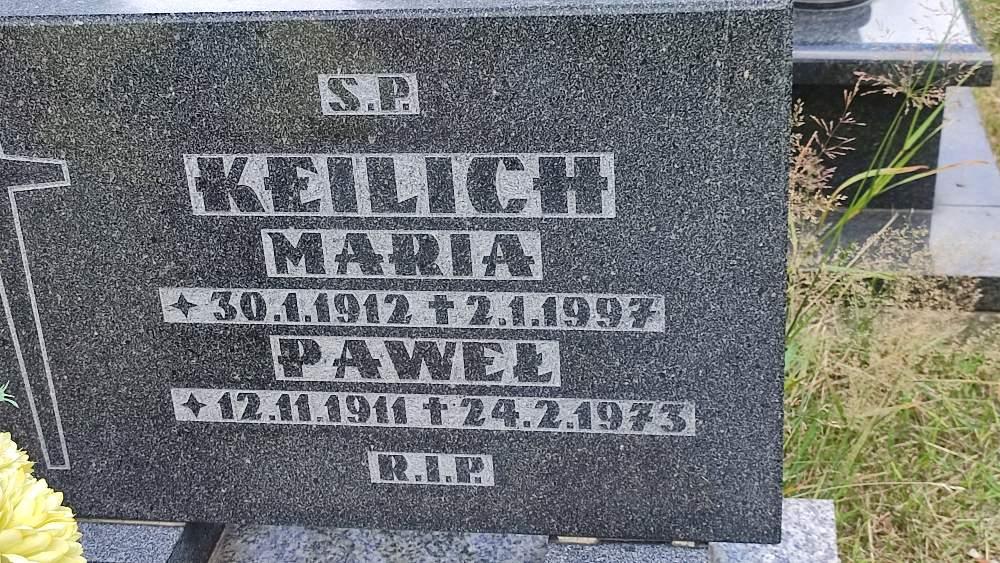 S.P.
KEILICH
MARIA
✦ 30.1.1912 ✝ 2.1.1997
PAWEŁ
✦ 12.11.1911 ✝ 24.2.1973
R.I.P.